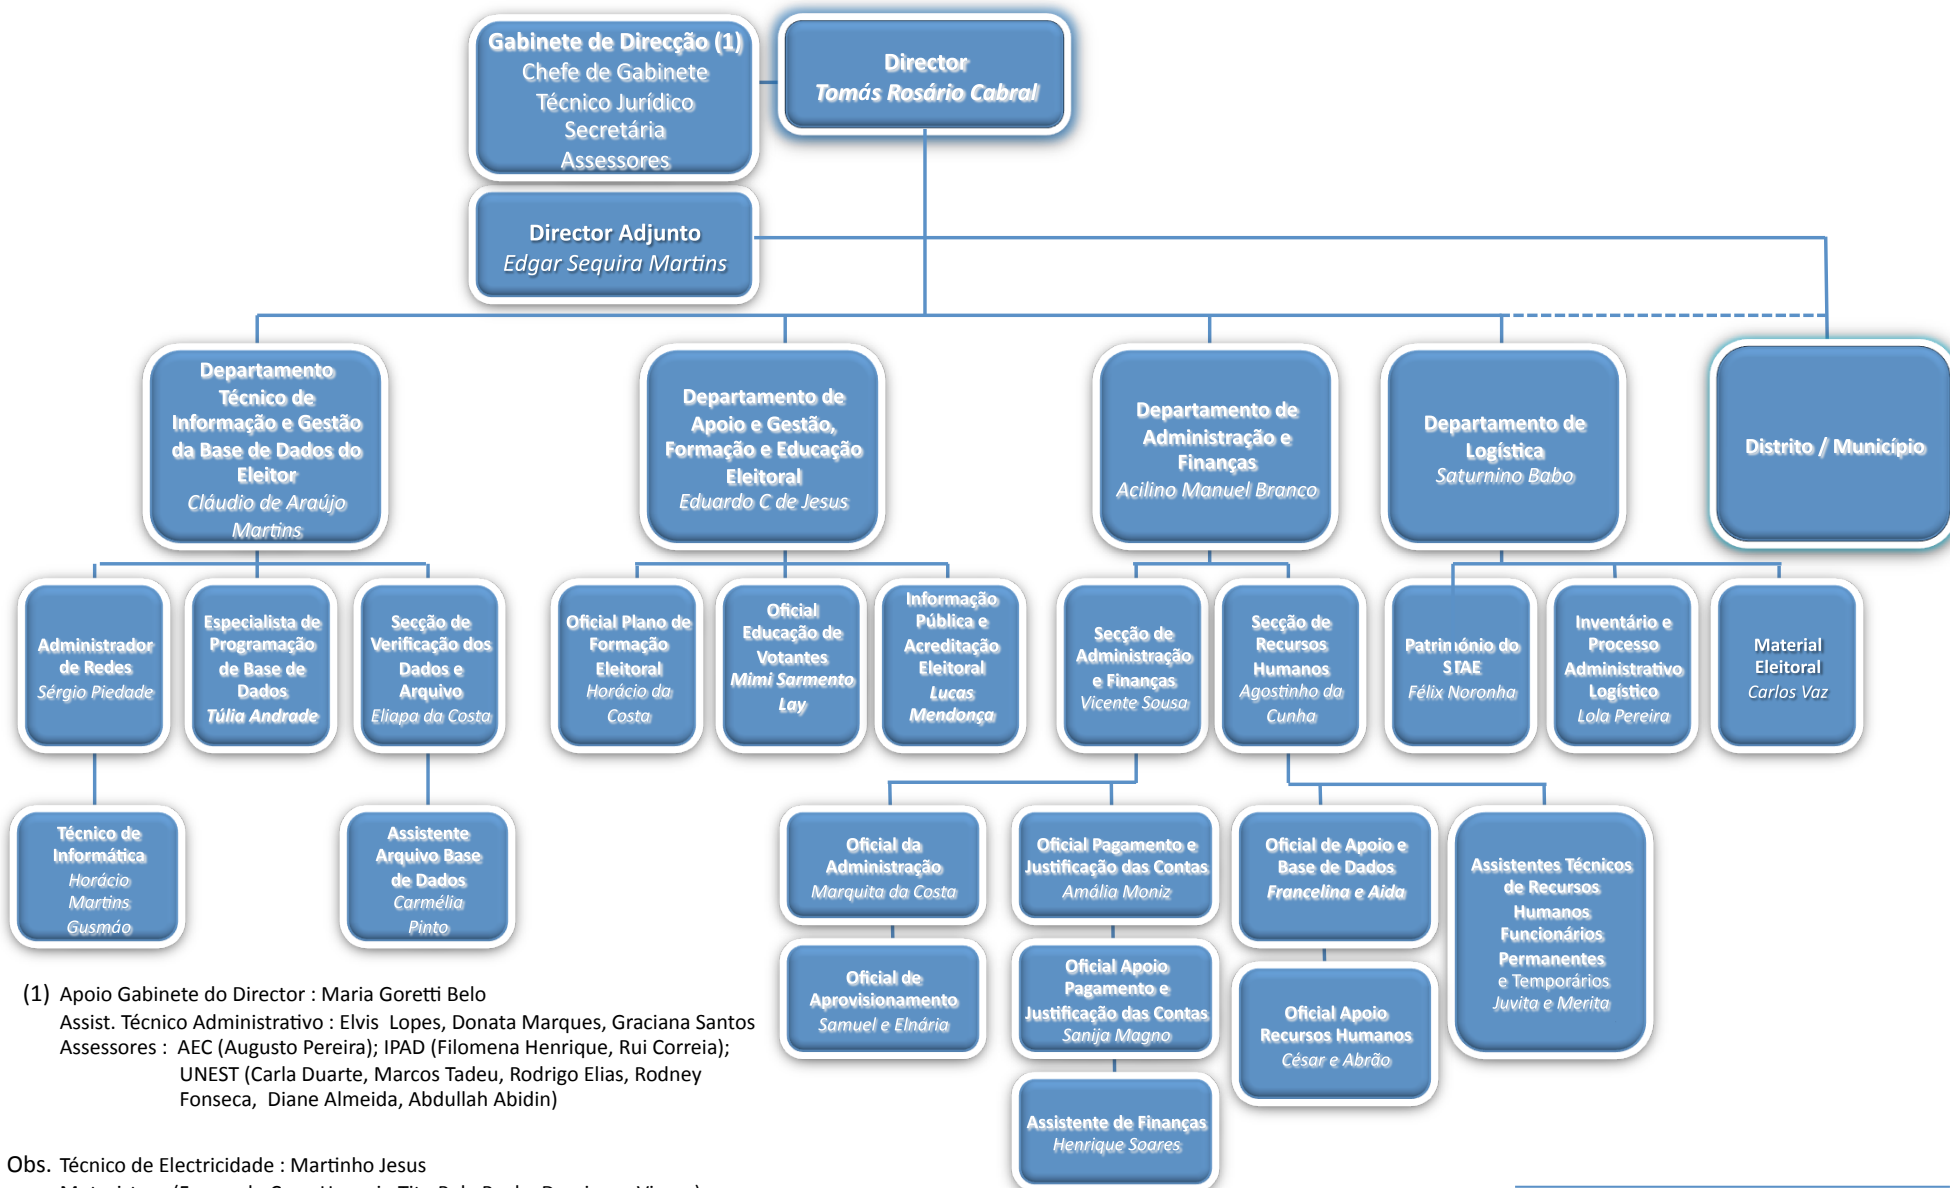 Gabinete de Direcção (1)
Chefe de Gabinete
Técnico Jurídico
Secretária
Assessores
Director
Tomás Rosário Cabral
Director Adjunto
Edgar Sequira Martins
Departamento
Técnico de
Informação e Gestão
da Base de Dados do
Eleitor
Cláudio de Araújo
Martins
Departamento de
Apoio e Gestão,
Formação e Educação
Eleitoral
Eduardo C de Jesus
Departamento de
Administração e
Finanças
Acilino Manuel Branco
Departamento de
Logística
Saturnino Babo
Distrito / Município
Administrador
de Redes
Sérgio Piedade
Especialista de
Programação
de Base de
Dados
Túlia Andrade
Secção de
Verificação dos
Dados e
Arquivo
Eliapa da Costa
Oficial Plano de
Formação
Eleitoral
Horácio da
Costa
Oficial
Educação de
Votantes
Mimi Sarmento
Lay
Informação
Pública e
Acreditação
Eleitoral
Lucas
Mendonça
Secção de
Administração
e Finanças
Vicente Sousa
Secção de
Recursos
Humanos
Agostinho da
Cunha
Património do
STAE
Félix Noronha
Inventário e
Processo
Administrativo
Logístico
Lola Pereira
Material
Eleitoral
Carlos Vaz
Técnico de
Informática
Horácio
Martins
Gusmáo
Assistente
Arquivo Base
de Dados
Carmélia
Pinto
Oficial da
Administração
Marquita da Costa
Oficial Pagamento e
Justificação das Contas
Amália Moniz
Oficial de Apoio e
Base de Dados
Francelina e Aida
Assistentes Técnicos
de Recursos
Humanos
Funcionários
Permanentes
e Temporários
Juvita e Merita
Oficial de
Aprovisionamento
Samuel e Elnária
Oficial Apoio
Pagamento e
Justificação das Contas
Sanija Magno
Oficial Apoio
Recursos Humanos
César e Abrão
Assistente de Finanças
Henrique Soares
(1) Apoio Gabinete do Director : Maria Goretti Belo
Assist. Técnico Administrativo : Elvis Lopes, Donata Marques, Graciana Santos
Assessores : AEC (Augusto Pereira); IPAD (Filomena Henrique, Rui Correia);
UNEST (Carla Duarte, Marcos Tadeu, Rodrigo Elias, Rodney
Fonseca, Diane Almeida, Abdullah Abidin)
Obs. Técnico de Electricidade : Martinho Jesus